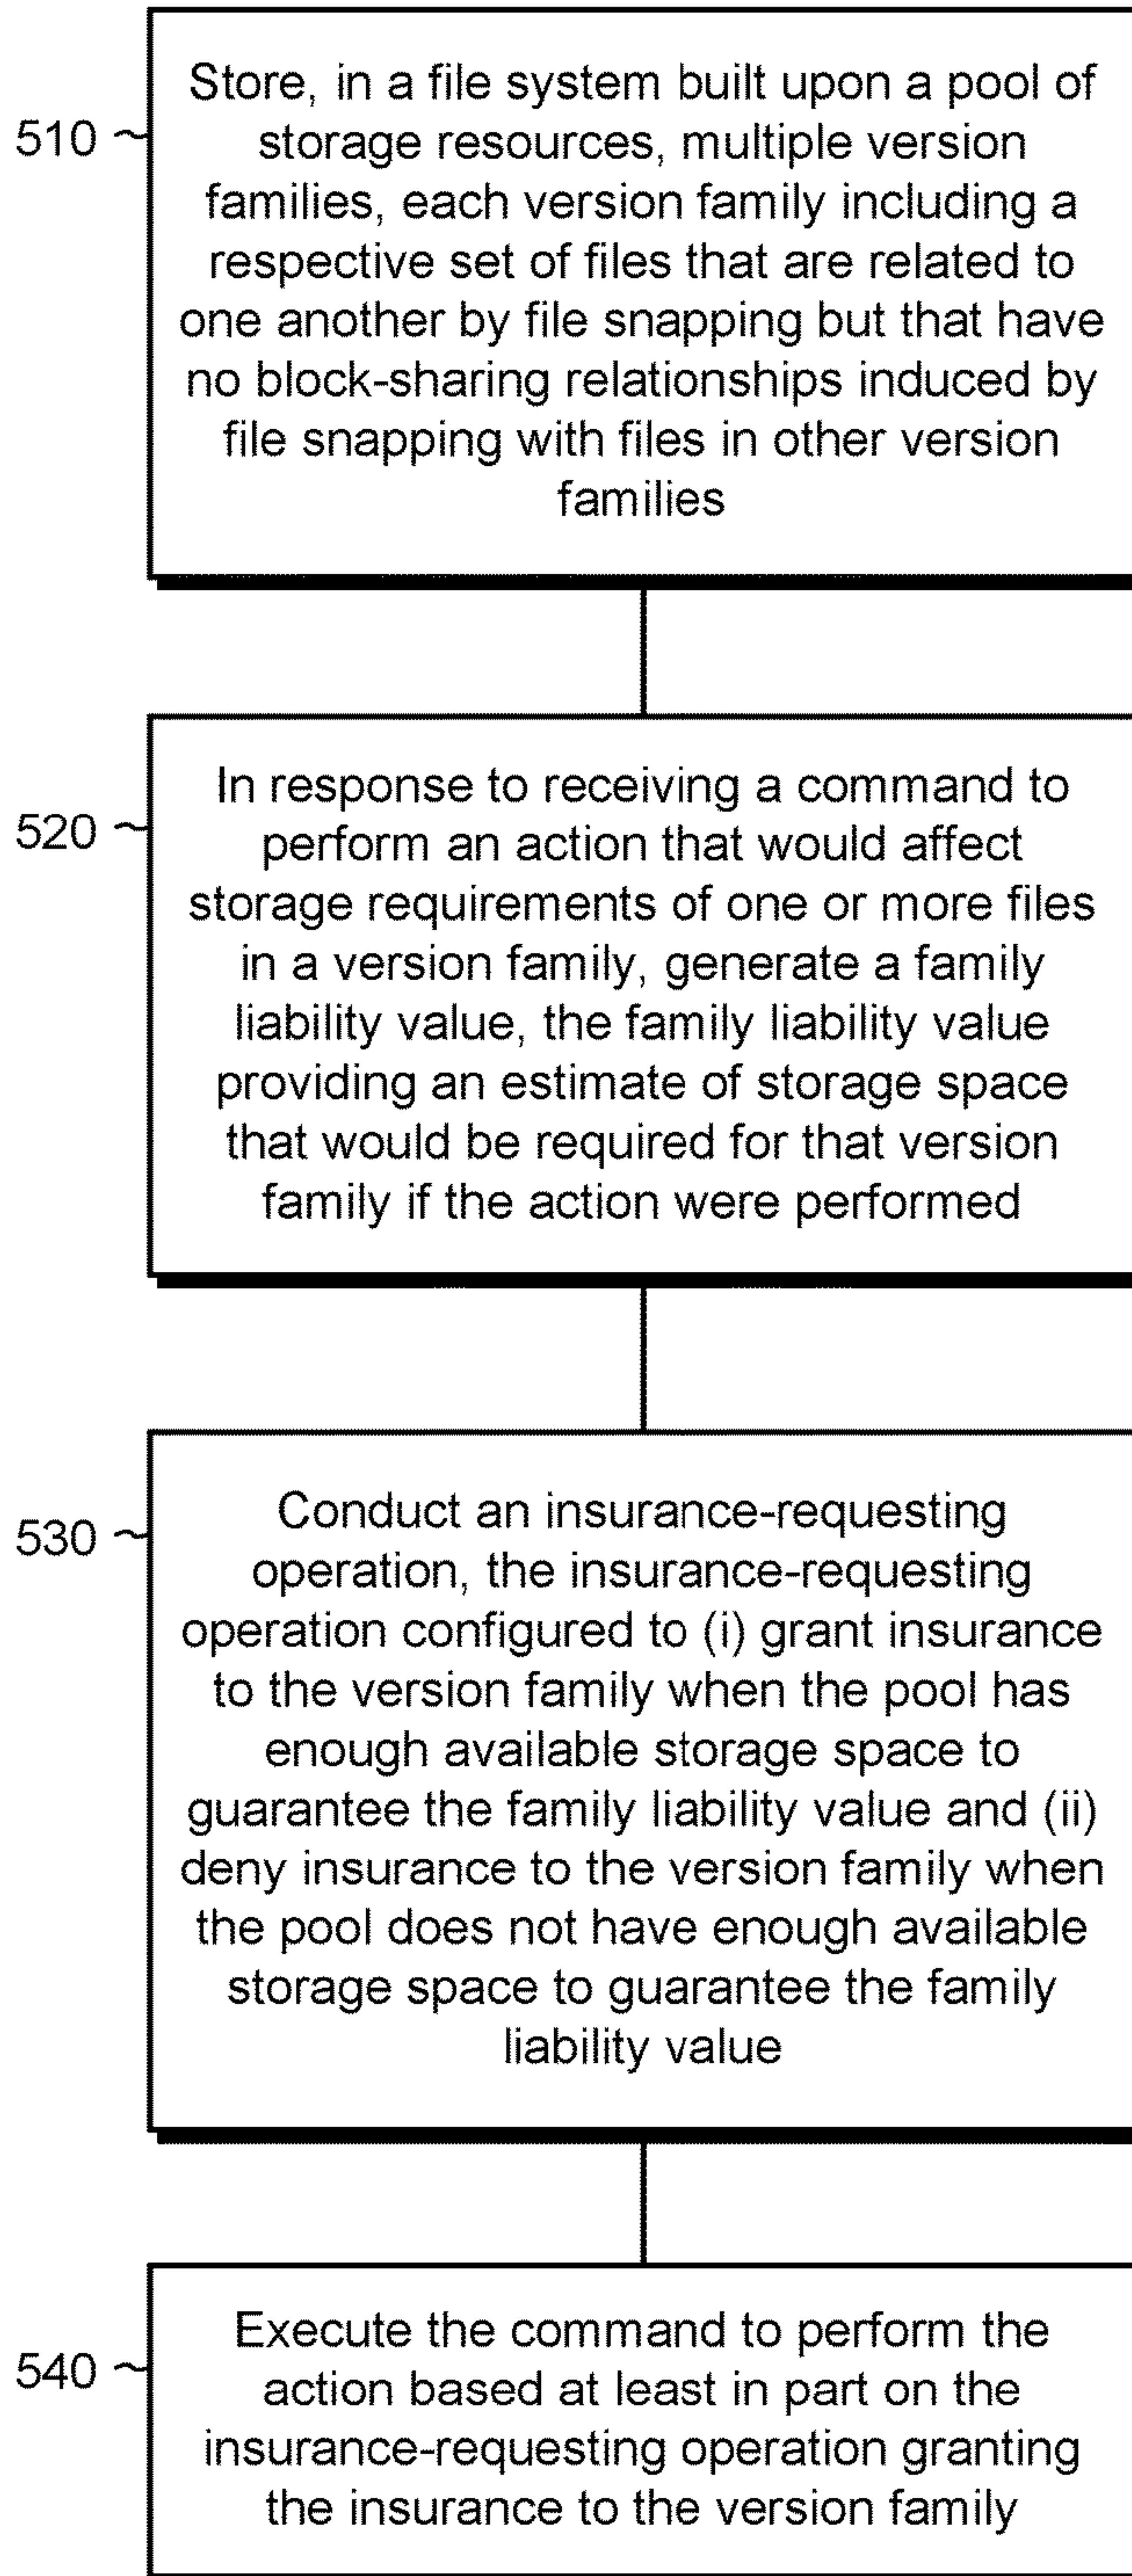 Store, in a file system built upon a pool of
510 ~ storage resources, multiple version
families, each version family including a
respective set of files that are related to
one another by file snapping but that have
no block-sharing relationships induced by
file snapping with files in other version
families
In response to receiving a command to
520 ~ perform an action that would affect
storage requirements of one or more files
in a version family, generate a family
liability value, the family liability value
providing an estimate of storage space
that would be required for that version
family if the action were performed
Conduct an insurance-requesting
530 ~ operation, the insurance-requesting
operation configured to (i) grant insurance
to the version family when the pool has
enough available storage space to
guarantee the family liability value and (ii)
deny insurance to the version family when
the pool does not have enough available
storage space to guarantee the family
liability value
Execute the command to perform the
540 ~ action based at least in part on the
insurance-requesting operation granting
the insurance to the version family